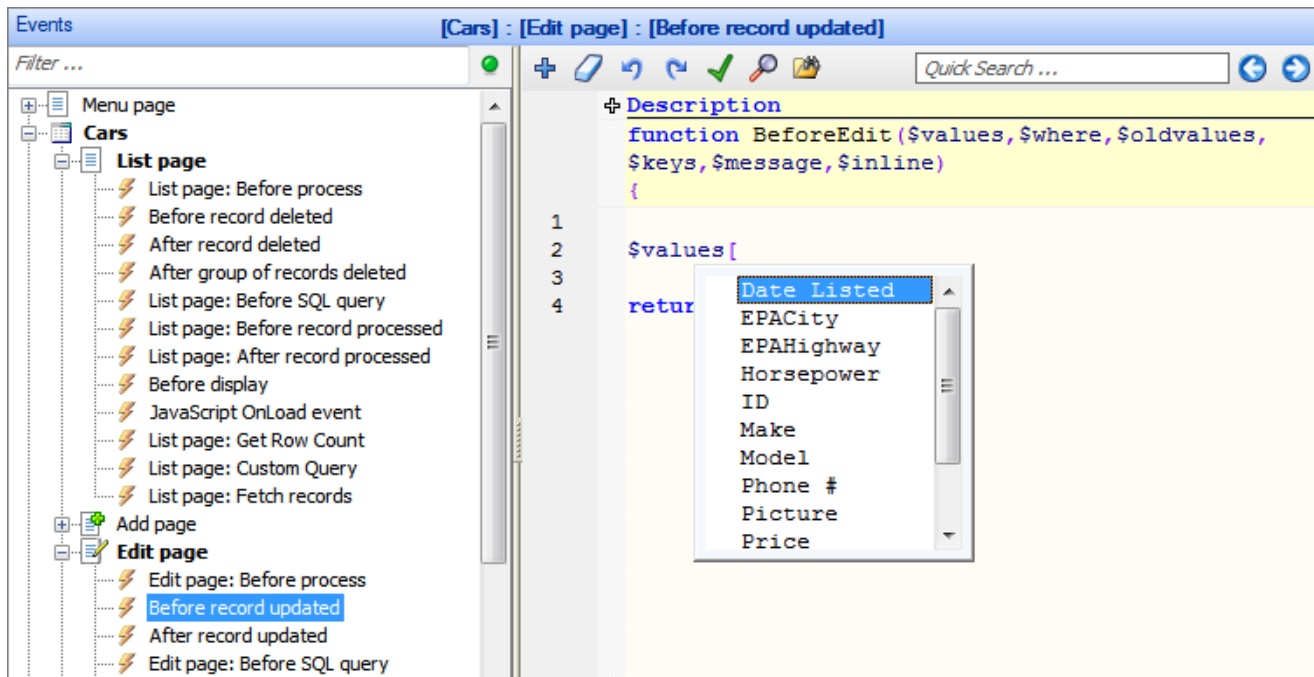 Events
[Cars] : [Edit page] : [Before record updated]
Filter ...
Menu page
Cars
List page
List page: Before process
Before record deleted
After record deleted
After group of records deleted
List page: Before SQL query
List page: Before record processed
List page: After record processed
Before display
JavaScript OnLoad event
List page: Get Row Count
List page: Custom Query
List page: Fetch records
Add page
Edit page
Edit page: Before process
Before record updated
After record updated
Edit page: Before SQL query
Quick Search ...
Description
function BeforeEdit($values,$where,$oldvalues,
$keys,$message,$inline)
{
1
2 $values[
3
4 retur
Date Listed
EPACity
EPAHighway
Horsepower
ID
Make
Model
Phone #
Picture
Price